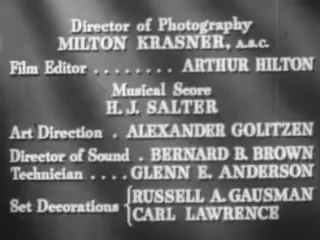 Director of Photography
MILTON KRASNER, A.S.C.
Film Editor ........ ARTHUR HILTON
Musical Score
H. J. SALTER
Art Direction . ALEXANDER GOLITZEN
Director of Sound . BERNARD B. BROWN
Technician .... GLENN E. ANDERSON
Set Decorations { RUSSELL A. GAUSMAN
CARL LAWRENCE